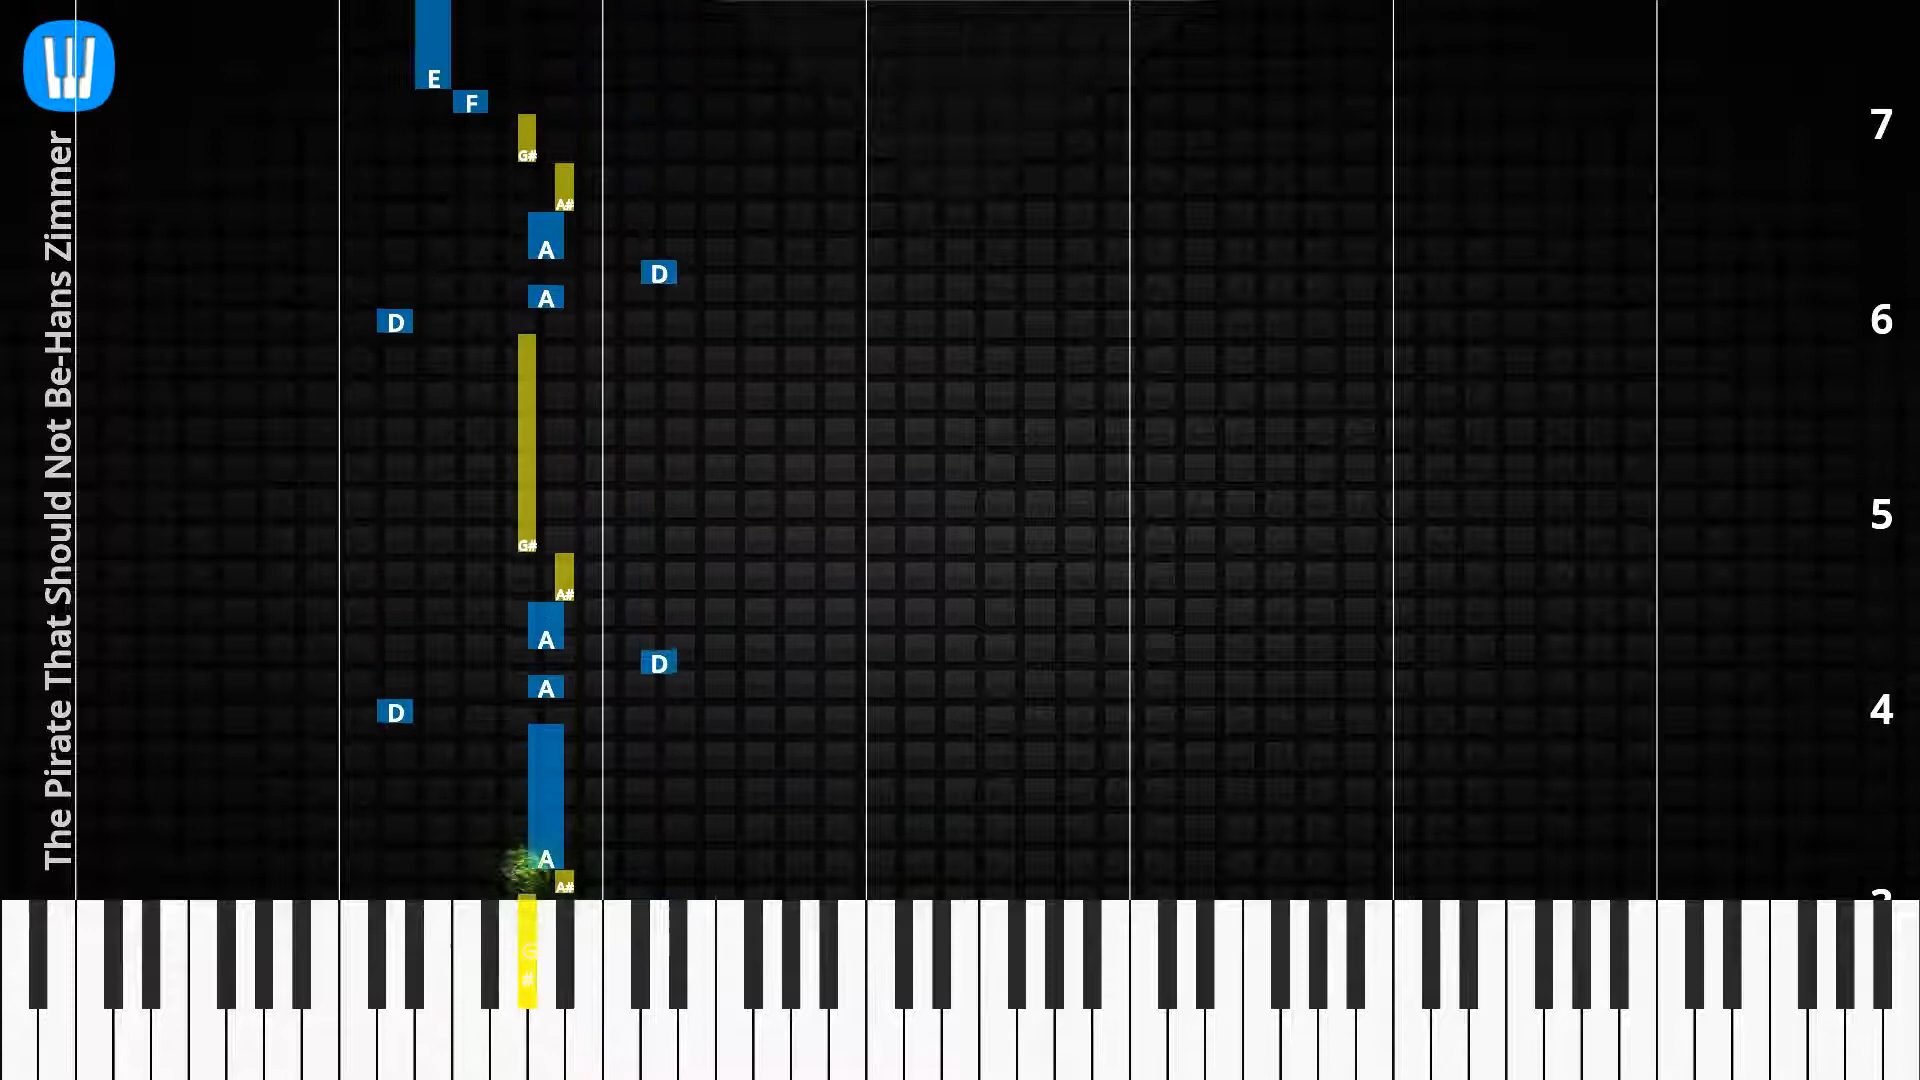 The Pirate That Should Not Be-Hans Zimmer
E
F
7
G#
A#
A
D
A
D
6
5
G#
A#
A
D
A
D
4
A
A#
G
#